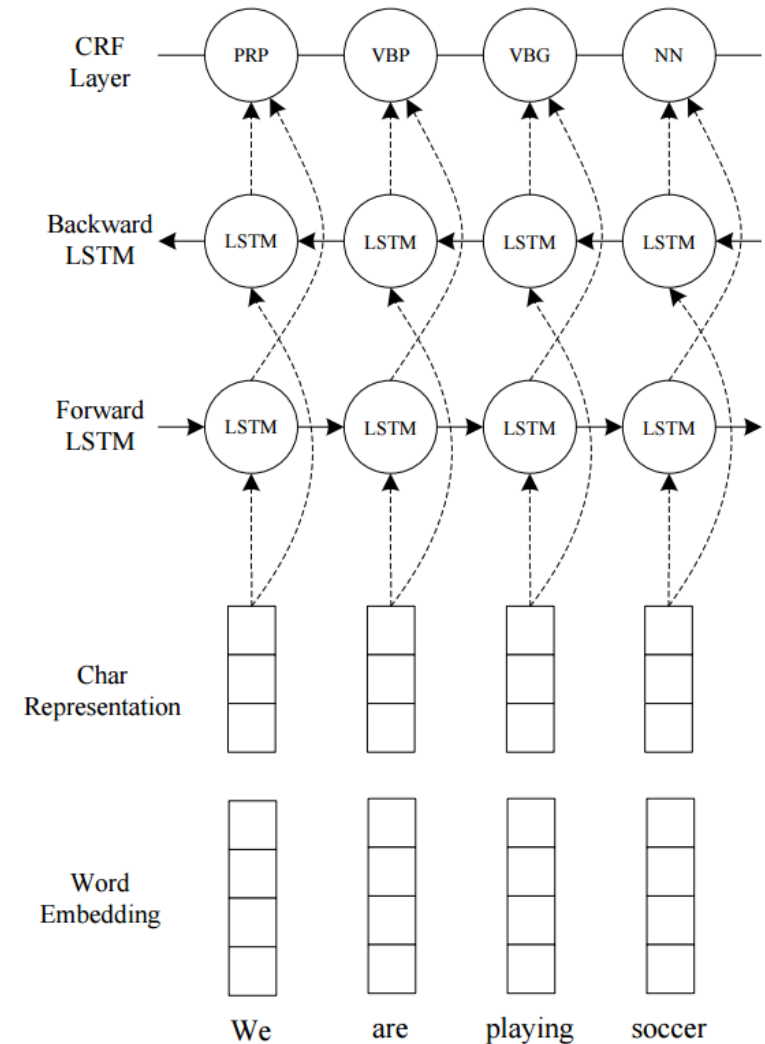 CRF
Layer
PRP VBP VBG NN
Backward
LSTM
LSTM LSTM LSTM LSTM
Forward
LSTM
LSTM LSTM LSTM LSTM
Char
Representation
Word
Embedding
We are playing soccer